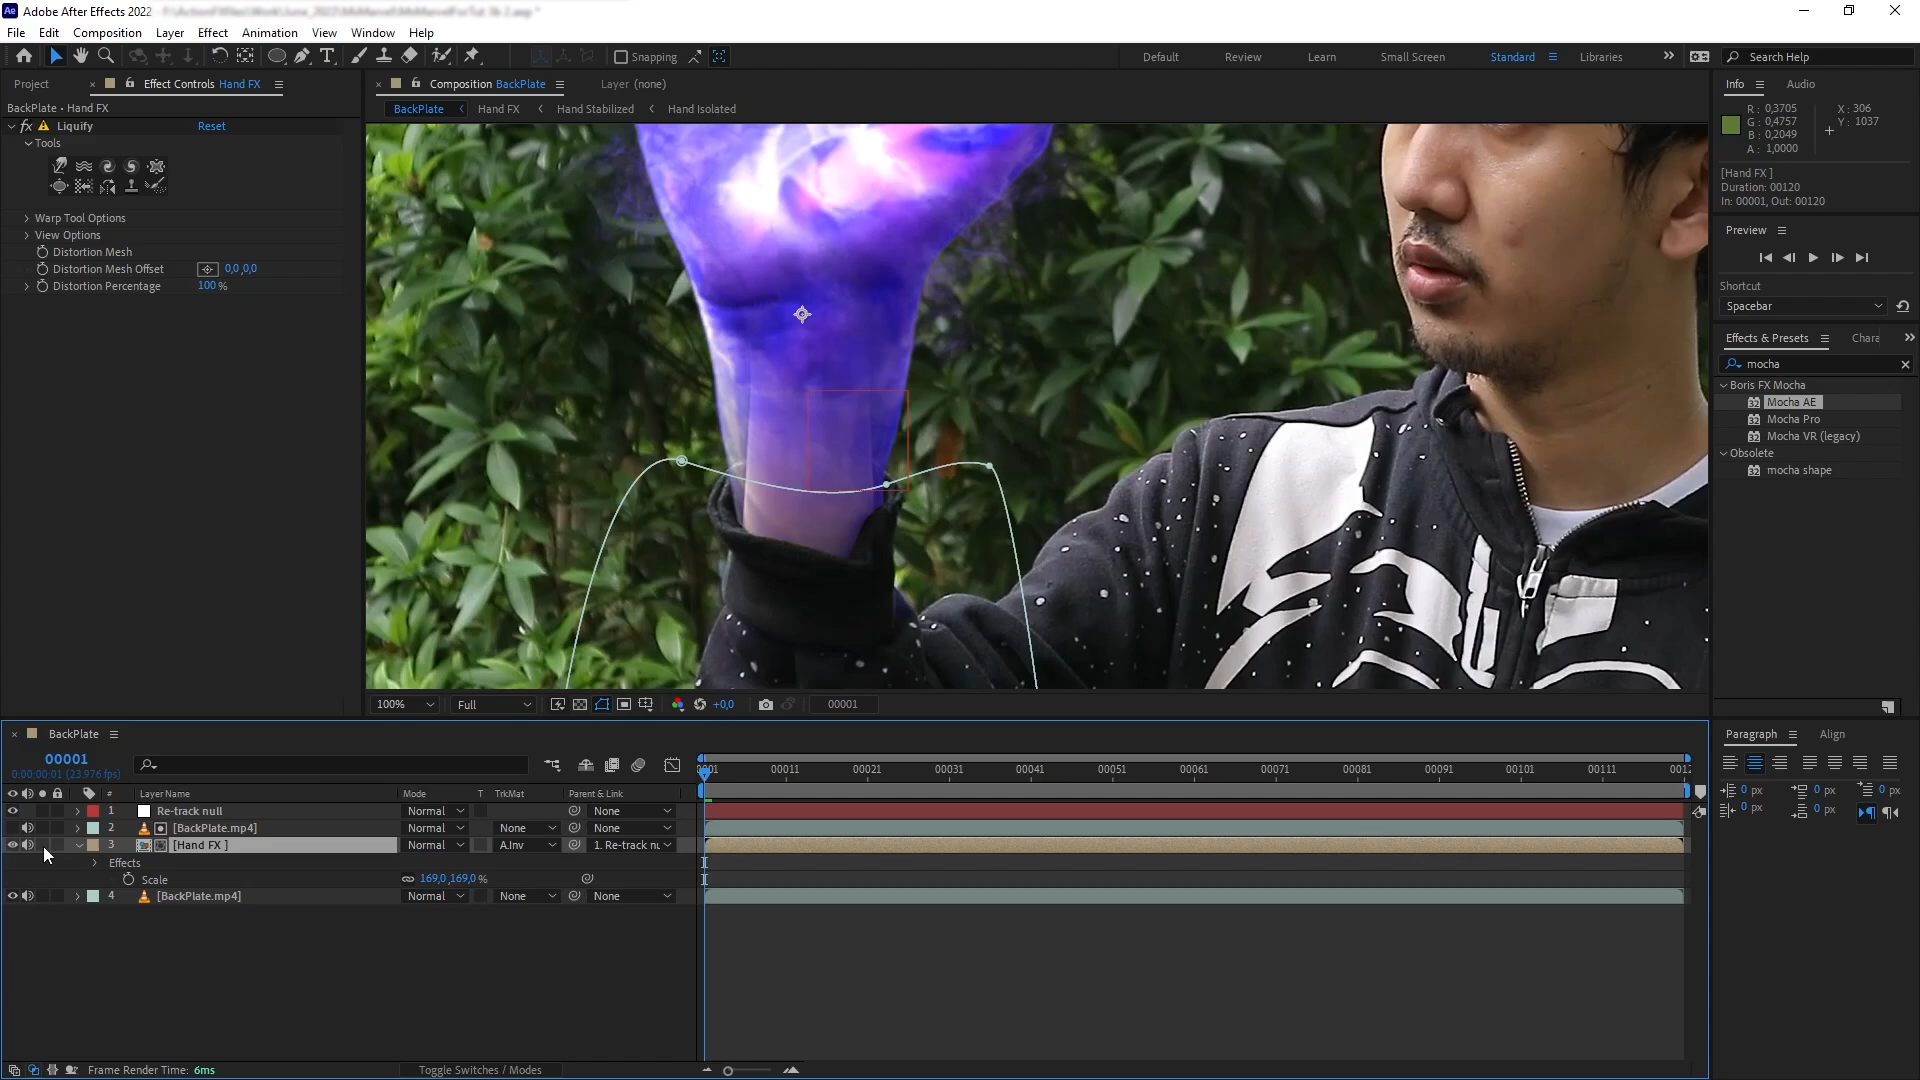 Ae Adobe After Effects 2022
File Edit Composition Layer Effect Animation View Window Help
Snapping Default Review Learn Small Screen Standard Libraries Search Help
Project Effect Controls Hand FX
BackPlate • Hand FX
fx Liquify Reset
Tools
Warp Tool Options
View Options
Distortion Mesh
Distortion Mesh Offset 0,0,0,0
Distortion Percentage 100 %
Composition BackPlate Layer (none)
BackPlate Hand FX Hand Stabilized Hand Isolated
100% Full +0,0 00001
Info Audio
R : 0,3705 X : 306
G : 0,4757 Y : 1037
B : 0,2049
A : 1,0000
[Hand FX ]
Duration: 00120
In: 00001, Out: 00120
Preview
Shortcut
Spacebar
Effects & Presets Chara
mocha
Boris FX Mocha
32 Mocha AE
32 Mocha Pro
32 Mocha VR (legacy)
Obsolete
32 mocha shape
Paragraph Align
0 px 0 px 0 px
0 px 0 px
BackPlate
00001
0:00:00:01 (23.976 fps)
0001 00011 00021 00031 00041 00051 00061 00071 00081 00091 00101 00111 0012
# Layer Name Mode T TrkMat Parent & Link
1 Re-track null Normal None
2 [BackPlate.mp4] Normal None None
3 [Hand FX ] Normal A.Inv 1. Re-track nu
Effects
Scale 169,0,169,0 %
4 [BackPlate.mp4] Normal None None
Frame Render Time: 6ms Toggle Switches / Modes